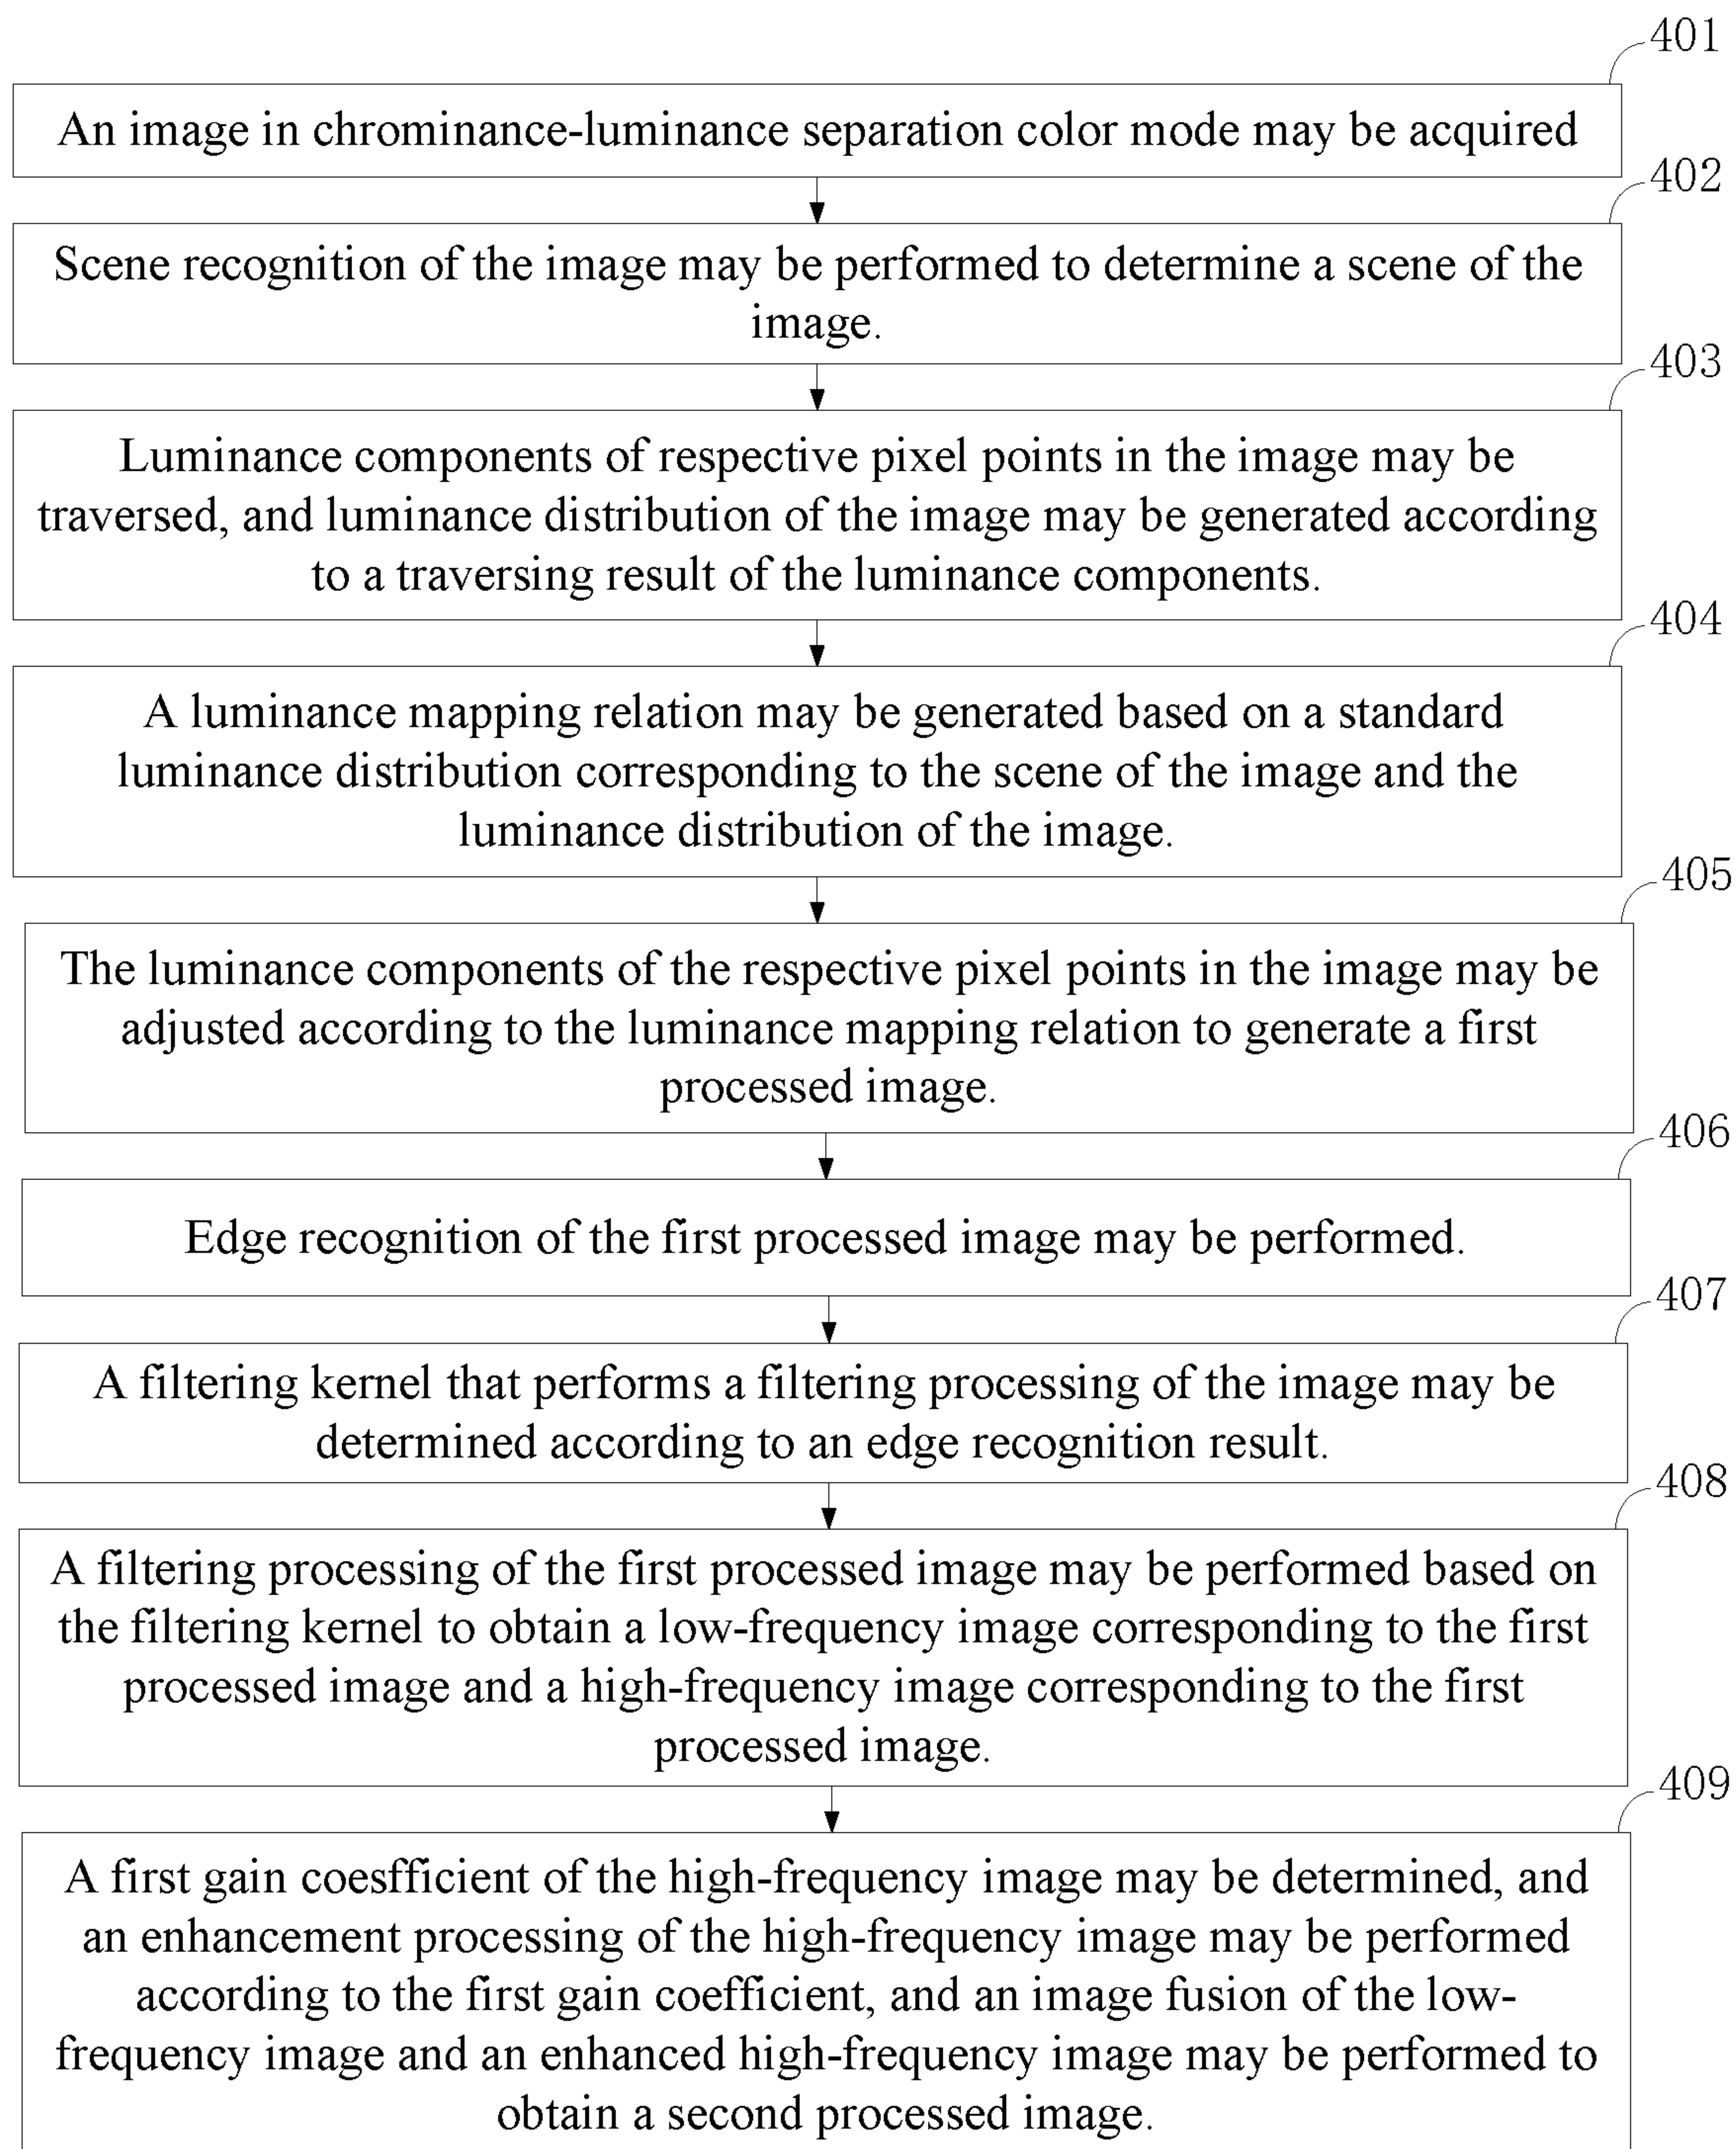 401
An image in chrominance-luminance separation color mode may be acquired
402
Scene recognition of the image may be performed to determine a scene of the
image.
403
Luminance components of respective pixel points in the image may be
traversed, and luminance distribution of the image may be generated according
to a traversing result of the luminance components.
404
A luminance mapping relation may be generated based on a standard
luminance distribution corresponding to the scene of the image and the
luminance distribution of the image.
405
The luminance components of the respective pixel points in the image may be
adjusted according to the luminance mapping relation to generate a first
processed image.
406
Edge recognition of the first processed image may be performed.
407
A filtering kernel that performs a filtering processing of the image may be
determined according to an edge recognition result.
408
A filtering processing of the first processed image may be performed based on
the filtering kernel to obtain a low-frequency image corresponding to the first
processed image and a high-frequency image corresponding to the first
processed image.
409
A first gain coesfficient of the high-frequency image may be determined, and
an enhancement processing of the high-frequency image may be performed
according to the first gain coefficient, and an image fusion of the low-
frequency image and an enhanced high-frequency image may be performed to
obtain a second processed image.